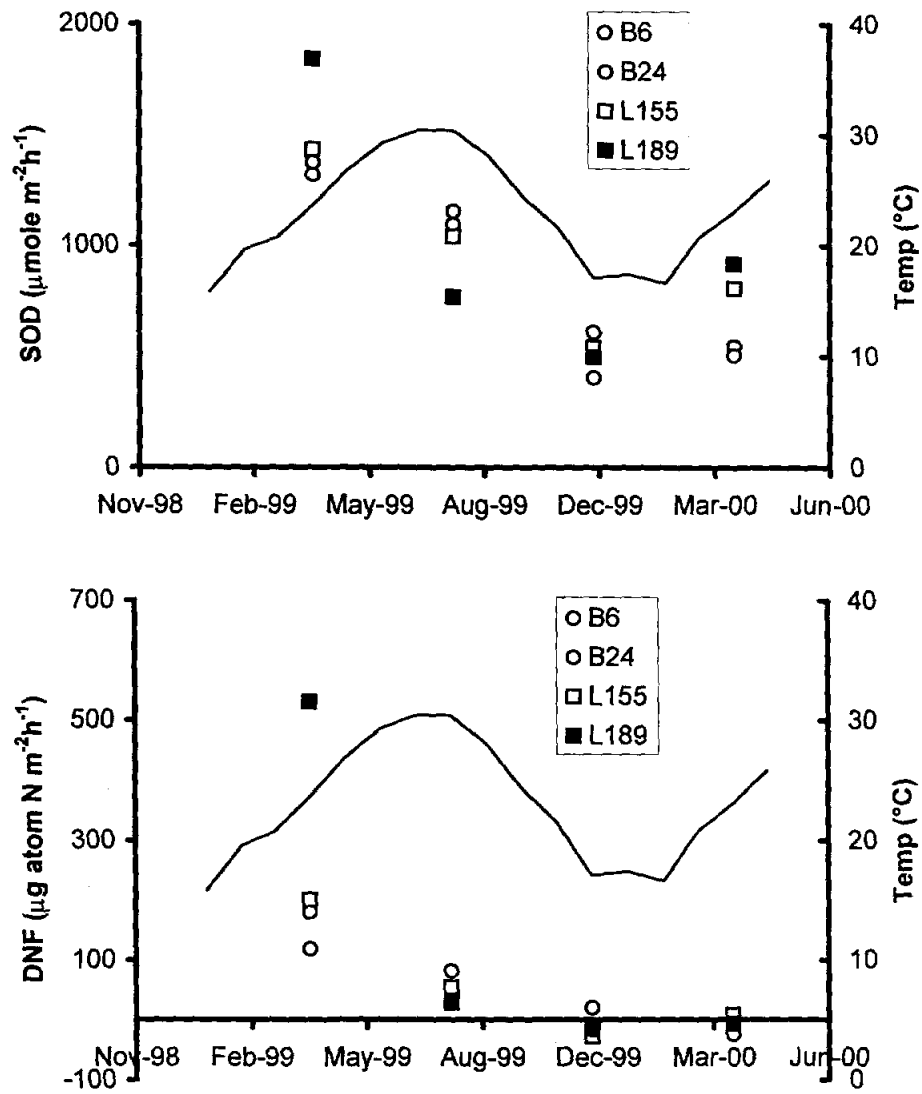 2000
1000
0
SOD (μmole m⁻²h⁻¹)
B6
B24
L155
L189
40
30
20
10
0
Temp (°C)
Nov-98 Feb-99 May-99 Aug-99 Dec-99 Mar-00 Jun-00
700
500
300
100
-100
DNF (μg atom N m⁻²h⁻¹)
B6
B24
L155
L189
40
30
20
10
0
Temp (°C)
Nov-98 Feb-99 May-99 Aug-99 Dec-99 Mar-00 Jun-00